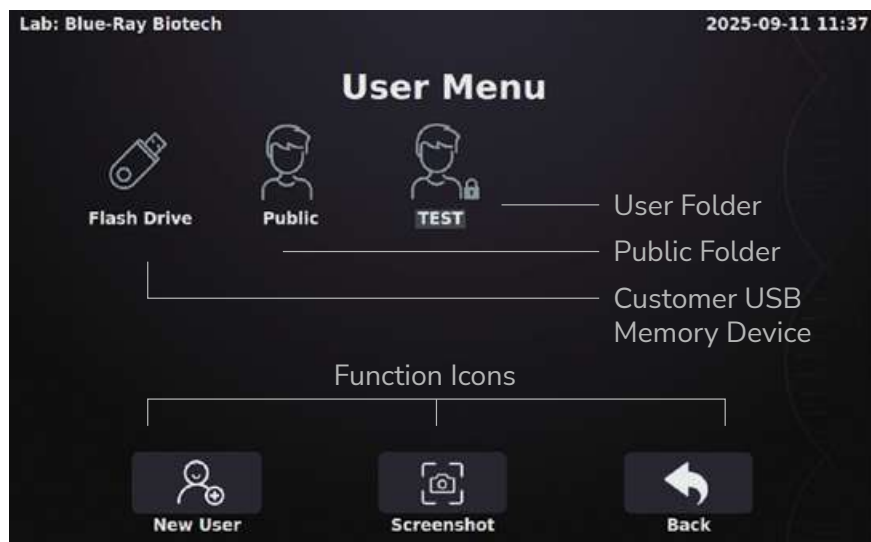 Lab: Blue-Ray Biotech
2025-09-11 11:37
User Menu
Flash Drive
Public
TEST
User Folder
Public Folder
Customer USB
Memory Device
Function Icons
New User
Screenshot
Back